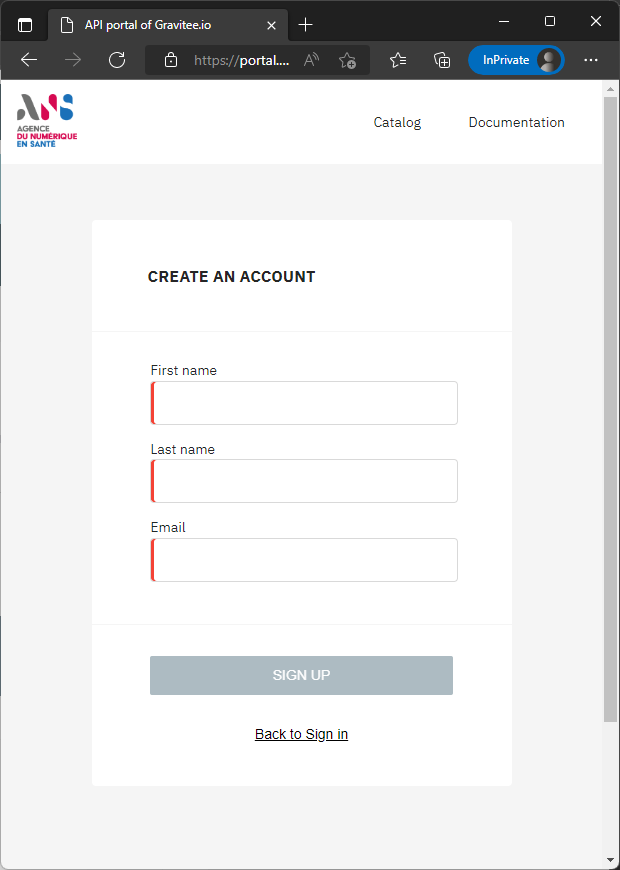 API portal of Gravitee.io
https://portal....
InPrivate
ANS
AGENCE
DU NUMÉRIQUE
EN SANTÉ
Catalog
Documentation
CREATE AN ACCOUNT
First name
Last name
Email
SIGN UP
Back to Sign in